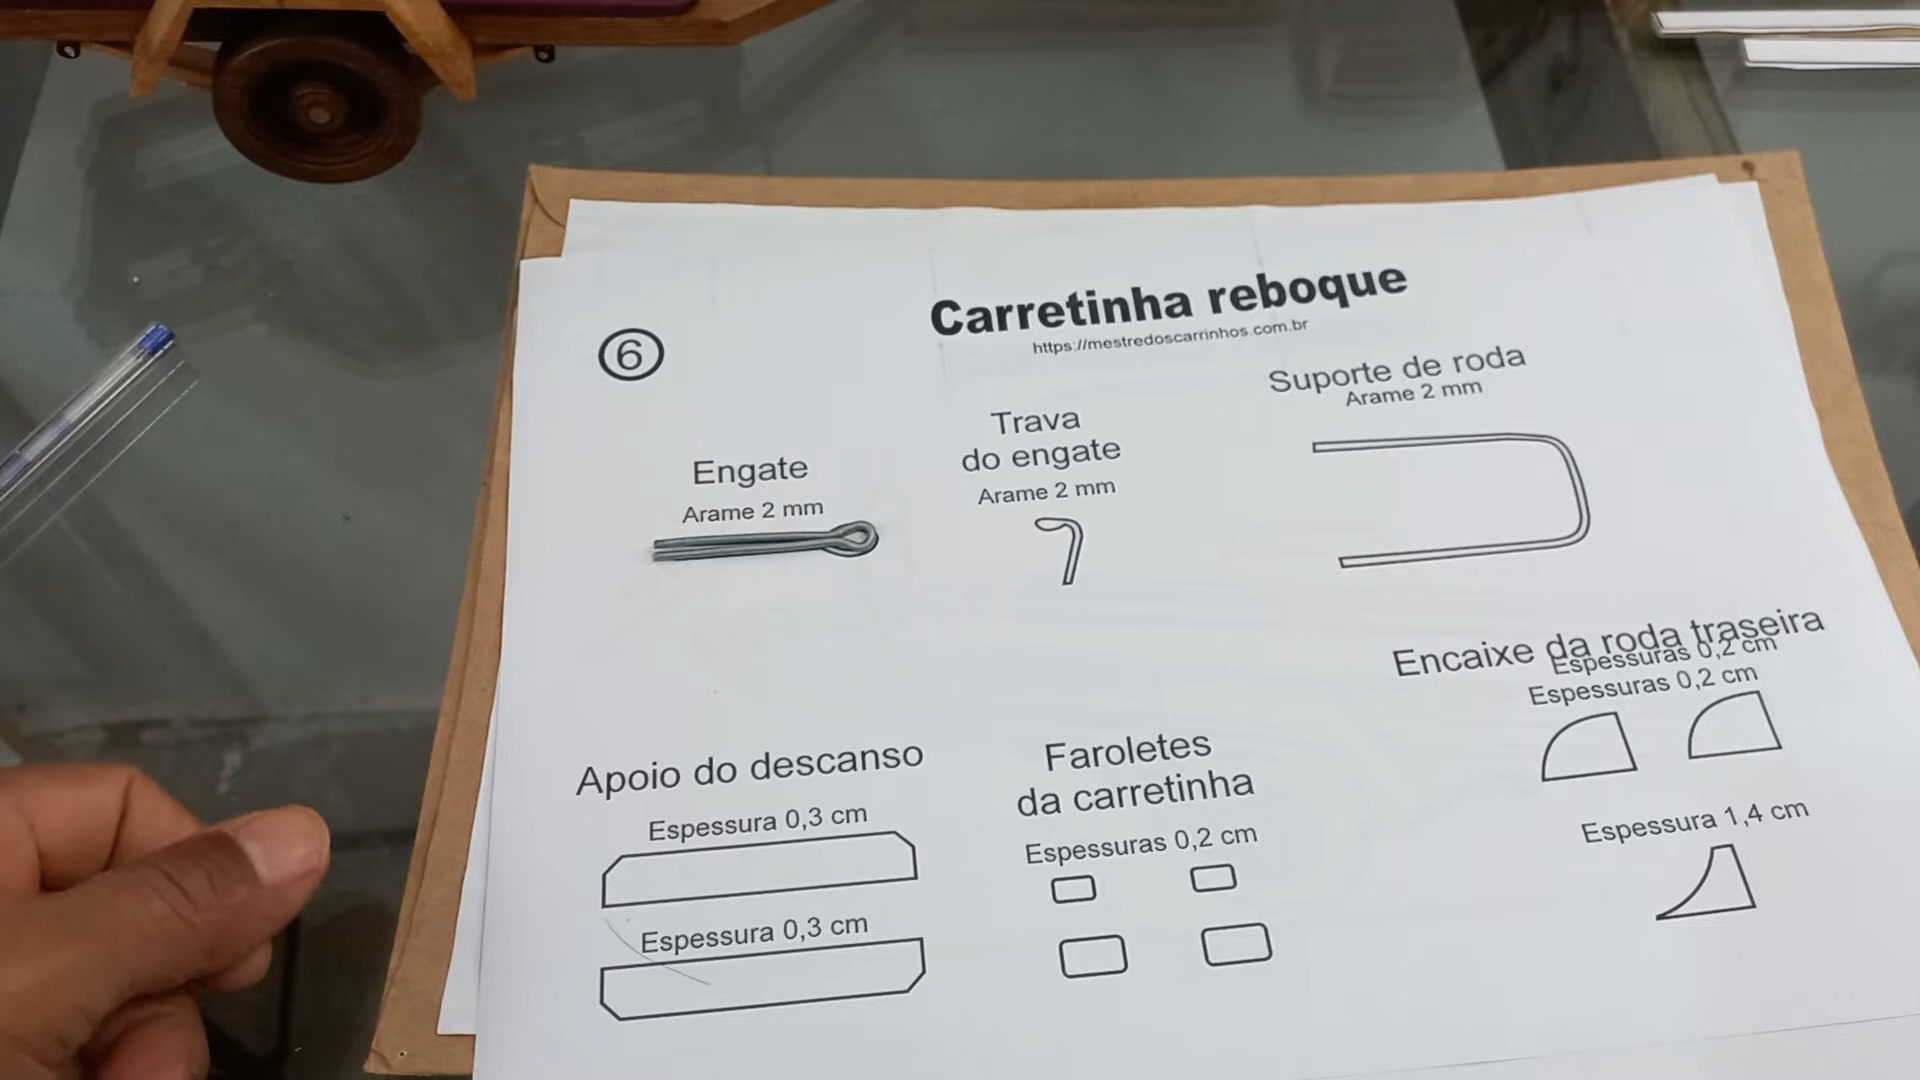 6
Carretinha reboque
https://mestredoscarrinhos.com.br
Engate
Arame 2 mm
Trava
do engate
Arame 2 mm
Suporte de roda
Arame 2 mm
Encaixe da roda traseira
Espessuras 0,2 cm
Espessuras 0,2 cm
Espessura 1,4 cm
Apoio do descanso
Espessura 0,3 cm
Espessura 0,3 cm
Faroletes
da carretinha
Espessuras 0,2 cm